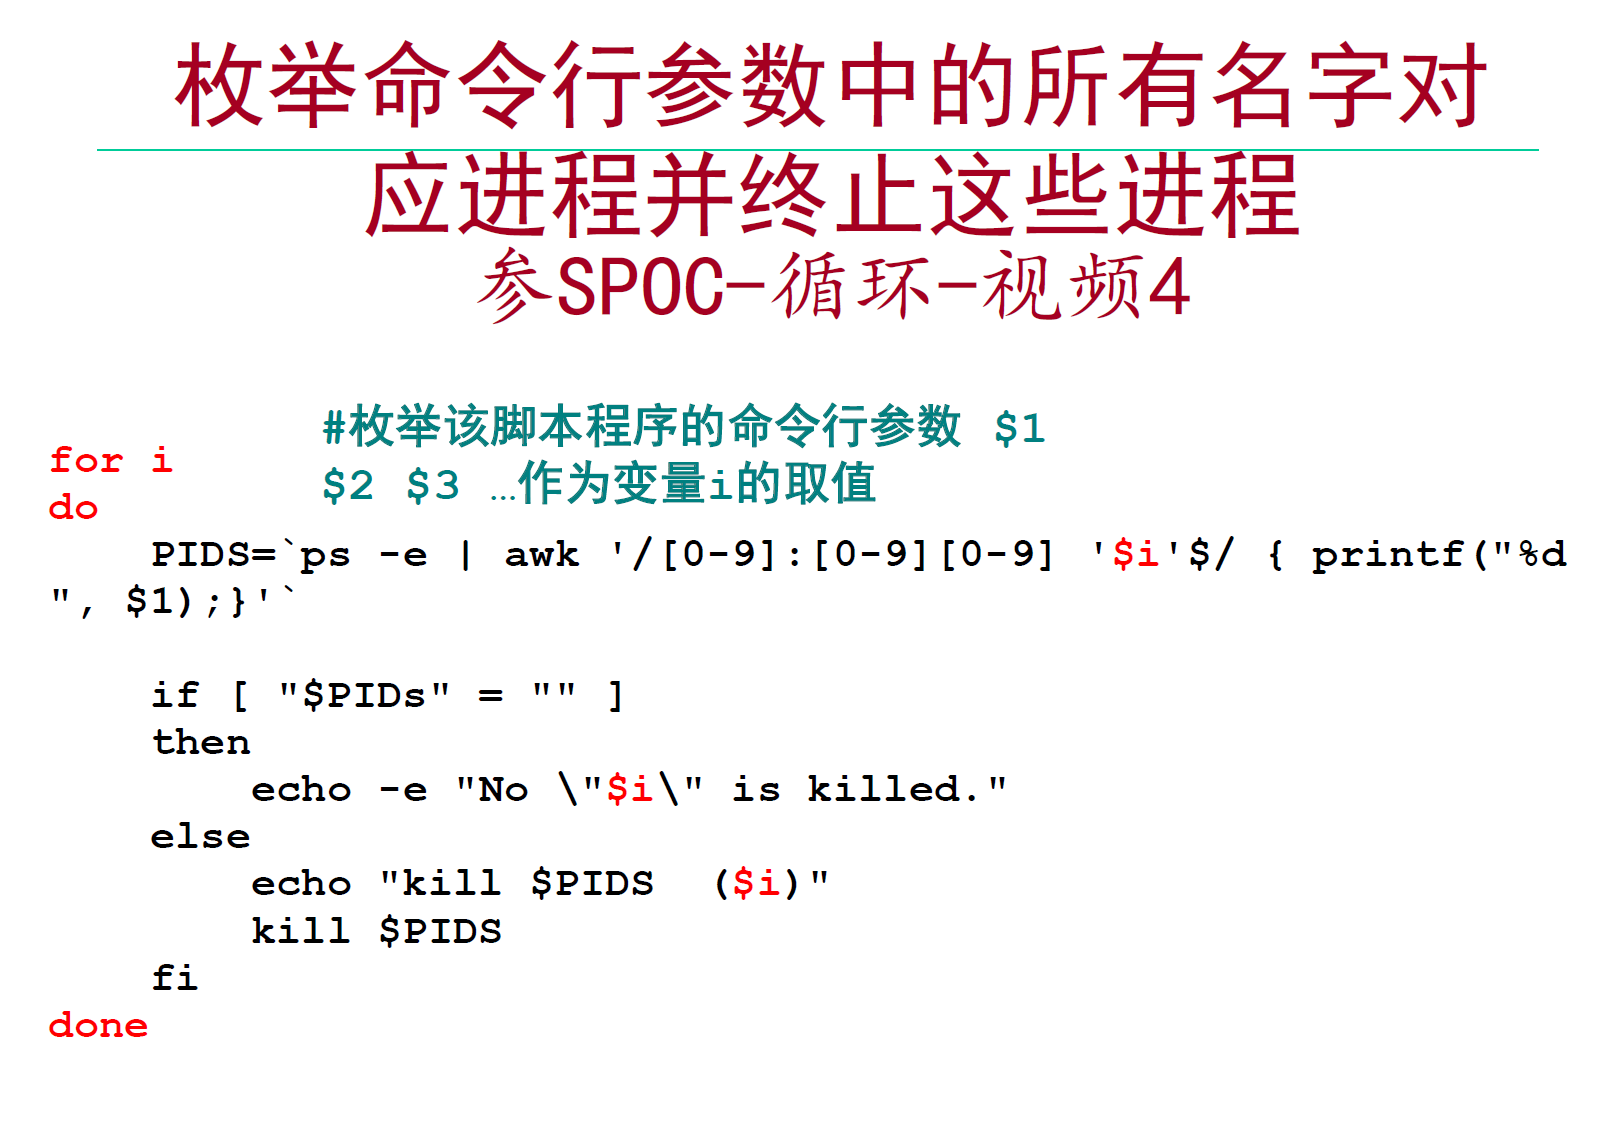 枚举命令行参数中的所有名字对
应进程并终止这些进程
参SPOC-循环-视频4
#枚举该脚本程序的命令行参数 $1
$2 $3 …作为变量i的取值
for i
do
PIDS=`ps -e | awk '/[0-9]:[0-9][0-9] '$i'$/ { printf("%d
", $1);}'`
if [ "$PIDs" = "" ]
then
echo -e "No \"$i\" is killed."
else
echo "kill $PIDS  ($i)"
kill $PIDS
fi
done